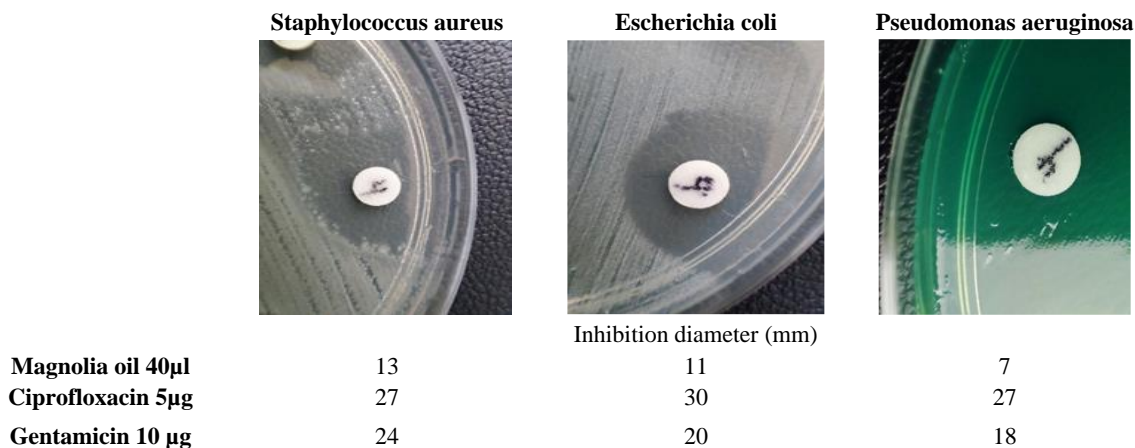 Staphylococcus aureus Escherichia coli Pseudomonas aeruginosa
Inhibition diameter (mm)
Magnolia oil 40µl 13 11 7
Ciprofloxacin 5µg 27 30 27
Gentamicin 10 µg 24 20 18